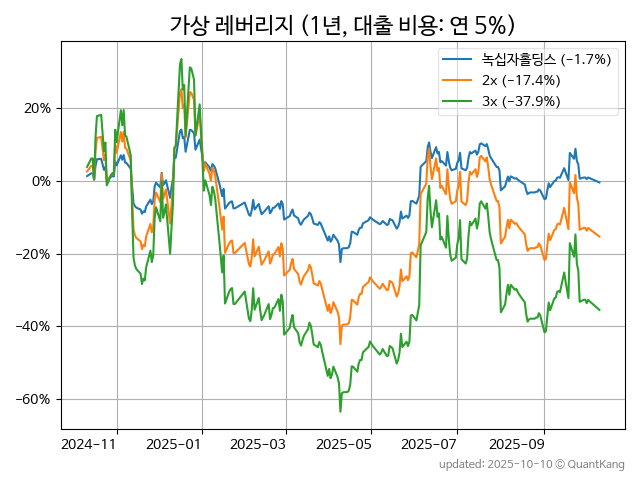 가상 레버리지 (1년, 대출 비용: 연 5%)
녹십자홀딩스 (−1.7%)
2x (−17.4%)
3x (−37.9%)
20%
0%
−20%
−40%
−60%
2024−11 2025−01 2025−03 2025−05 2025−07 2025−09
updated: 2025-10-10 © QuantKang